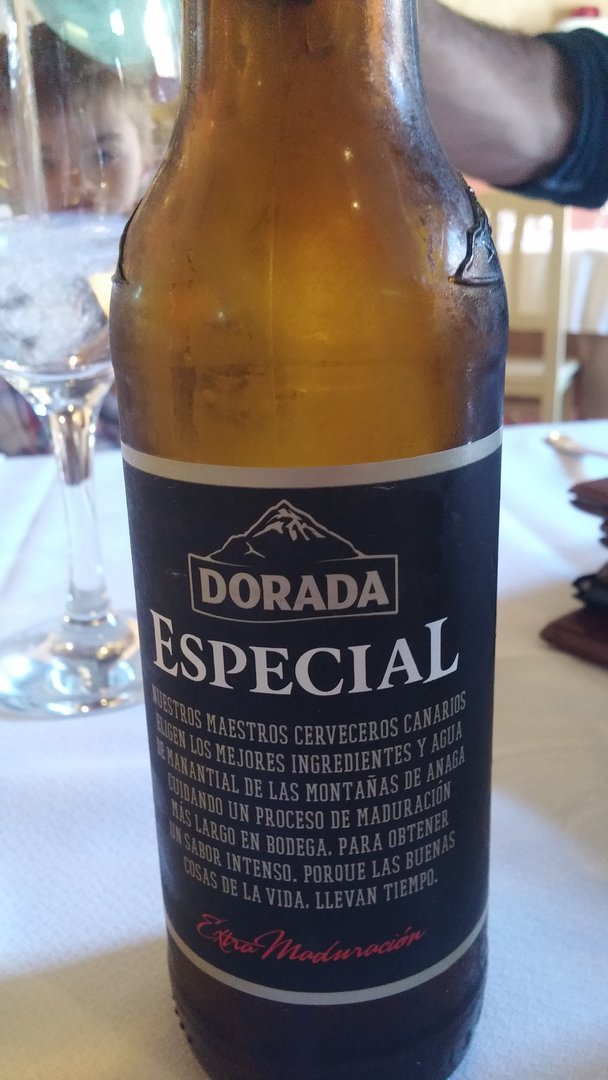 DORADA
ESPECIAL
NUESTROS MAESTROS CERVECEROS CANARIOS
ELIGEN LOS MEJORES INGREDIENTES Y AGUA
DE MANANTIAL DE LAS MONTAÑAS DE ANAGA
CUIDANDO UN PROCESO DE MADURACIÓN
MÁS LARGO EN BODEGA, PARA OBTENER
UN SABOR INTENSO. PORQUE LAS BUENAS
COSAS DE LA VIDA, LLEVAN TIEMPO.
Extra Maduración